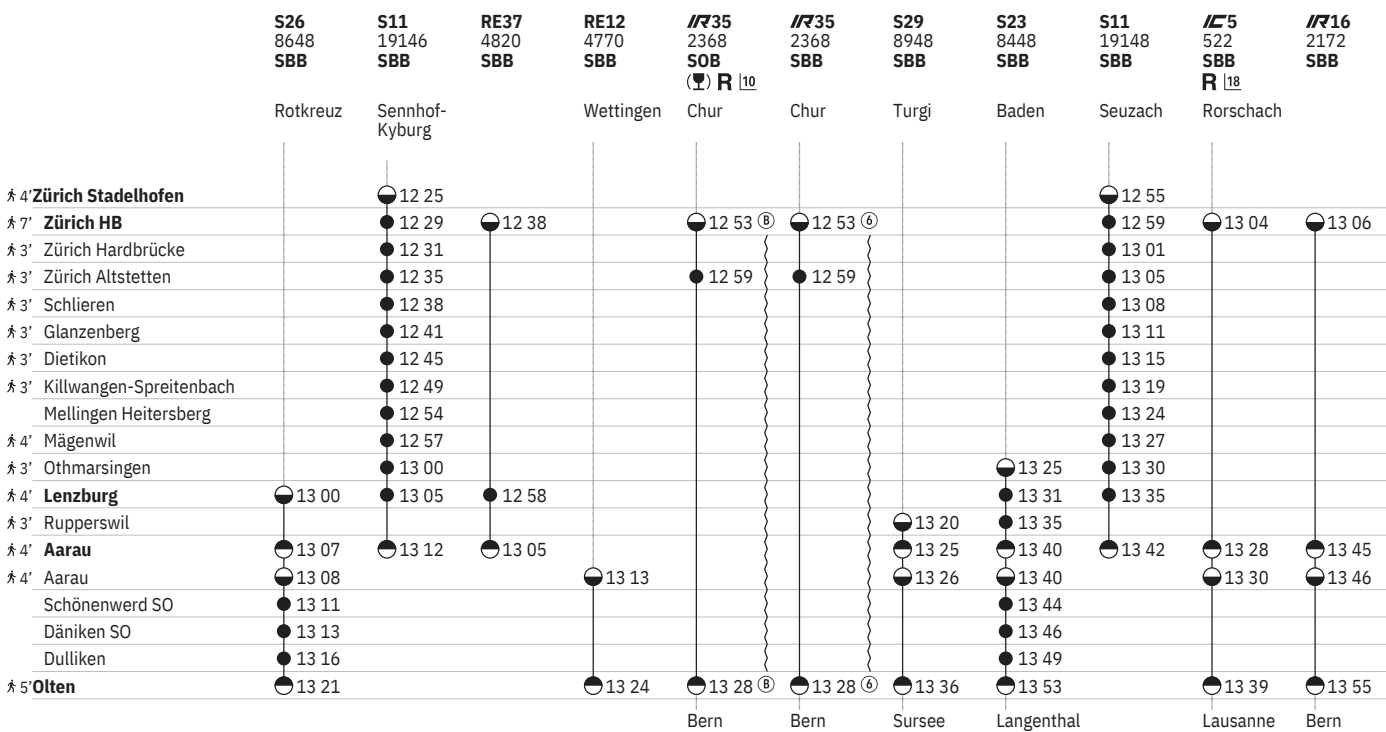 S26 S11 RE37 RE12 IR35 IR35 S29 S23 S11 IC5 IR16
8648 19146 4820 4770 2368 2368 8948 8448 19148 522 2172
SBB SBB SBB SBB SOB SBB SBB SBB SBB SBB SBB
R 10 R 18
Rotkreuz Sennhof- Wettingen Chur Chur Turgi Baden Seuzach Rorschach
Kyburg
4’ Zürich Stadelhofen 12 25 12 55
7’ Zürich HB 12 29 12 38 12 53 B 12 53 6 12 59 13 04 13 06
3’ Zürich Hardbrücke 12 31 13 01
3’ Zürich Altstetten 12 35 12 59 12 59 13 05
3’ Schlieren 12 38 13 08
3’ Glanzenberg 12 41 13 11
3’ Dietikon 12 45 13 15
3’ Killwangen-Spreitenbach 12 49 13 19
Mellingen Heitersberg 12 54 13 24
4’ Mägenwil 12 57 13 27
3’ Othmarsingen 13 00 13 25 13 30
4’ Lenzburg 13 00 13 05 12 58 13 31 13 35
3’ Rupperswil 13 20 13 35
4’ Aarau 13 07 13 12 13 05 13 25 13 40 13 42 13 28 13 45
4’ Aarau 13 08 13 13 13 26 13 40 13 30 13 46
Schönenwerd SO 13 11 13 44
Däniken SO 13 13 13 46
Dulliken 13 16 13 49
5’ Olten 13 21 13 24 13 28 B 13 28 6 13 36 13 53 13 39 13 55
Bern Bern Sursee Langenthal Lausanne Bern